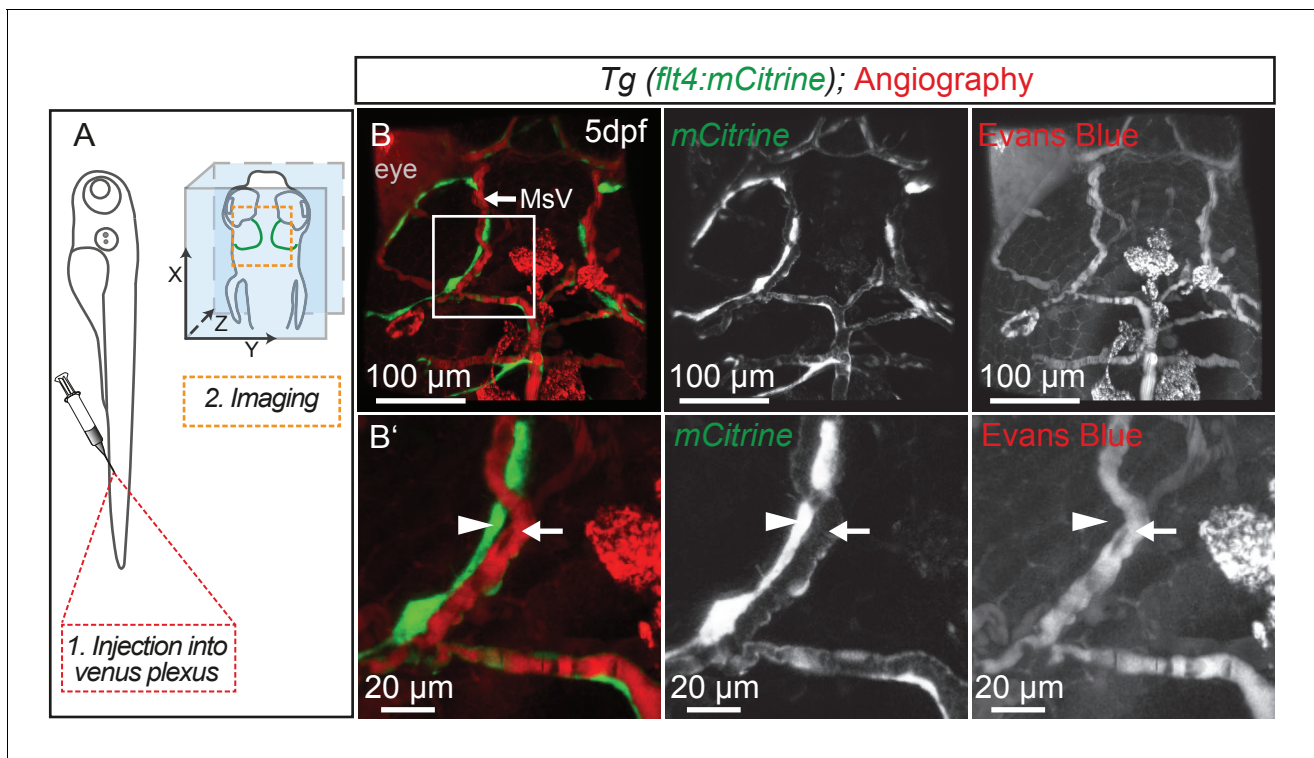 Tg (flt4:mCitrine); Angiography
A
X
Z
Y
2. Imaging
1. Injection into
venus plexus
B
5dpf
eye
MsV
100 µm
mCitrine
100 µm
Evans Blue
100 µm
B‘
20 µm
mCitrine
20 µm
Evans Blue
20 µm